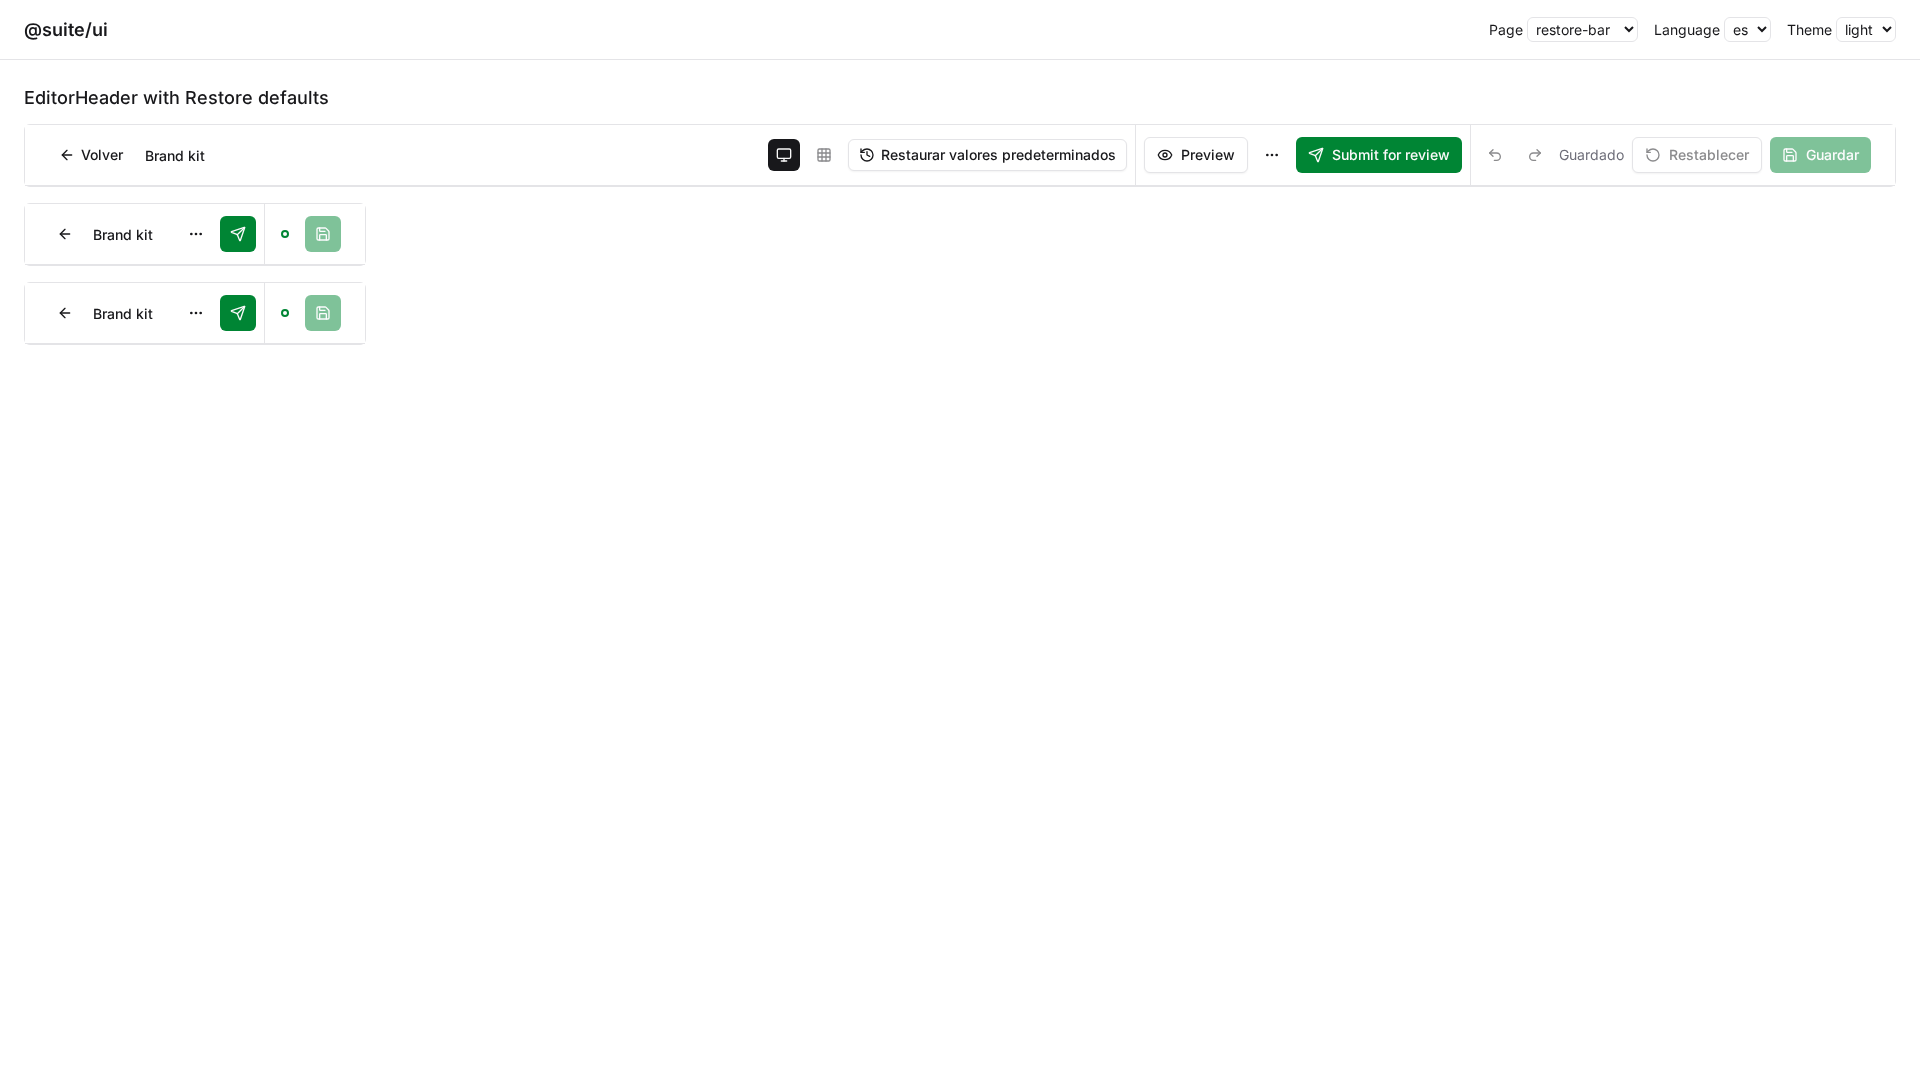 @suite/ui Page restore-bar Language es Theme light
EditorHeader with Restore defaults
Volver Brand kit Restaurar valores predeterminados Preview Submit for review Guardado Restablecer Guardar
Brand kit
Brand kit